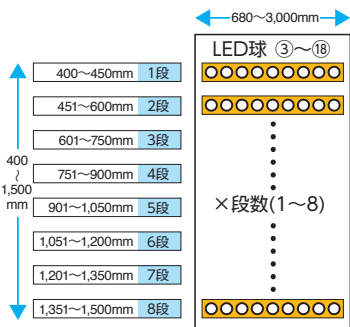 680〜3,000mm
LED球 ③〜⑱
400〜450mm 1段
451〜600mm 2段
601〜750mm 3段
751〜900mm 4段
901〜1,050mm 5段
1,051〜1,200mm 6段
1,201〜1,350mm 7段
1,351〜1,500mm 8段
400
〜
1,500
mm
×段数(1〜8)